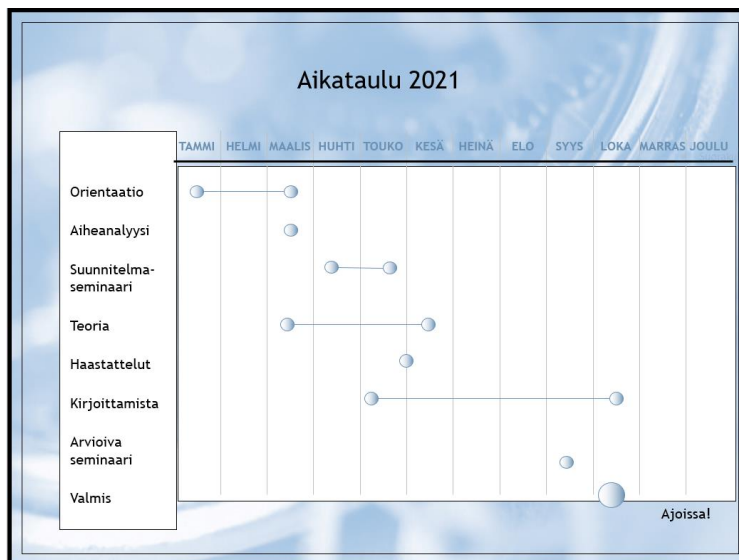 Aikataulu 2021
TAMMI HELMI MAALIS HUHTI TOUKO KESÄ HEINÄ ELO SYYS LOKA MARRAS JOULU
Orientaatio
Aiheanalyysi
Suunnitelma-
seminaari
Teoria
Haastattelut
Kirjoittamista
Arvioiva
seminaari
Valmis
Ajoissa!